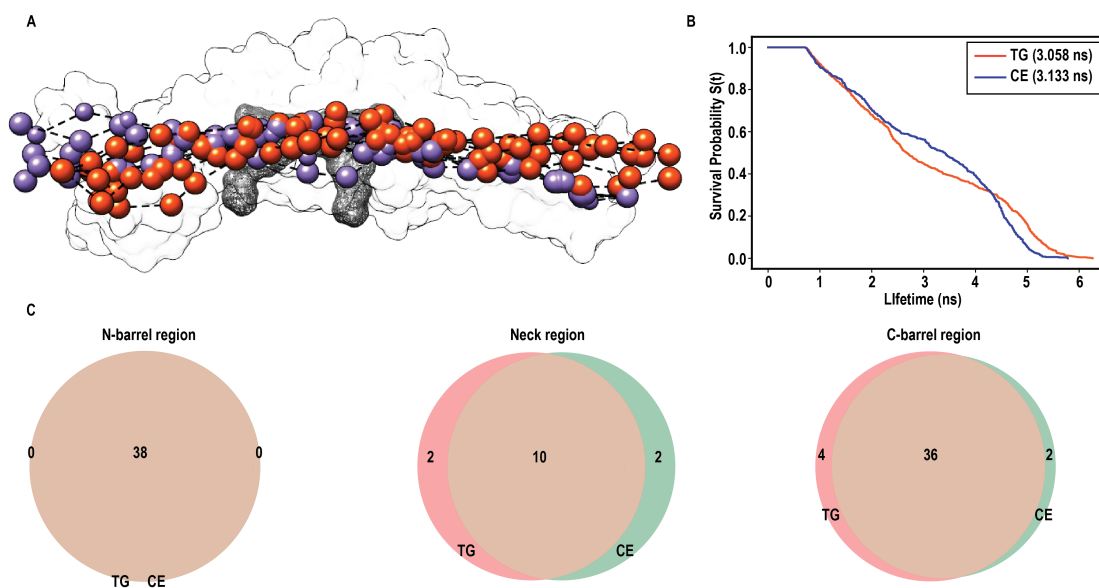 A
B
Survival Probability S(t)
1.0
0.8
0.6
0.4
0.2
0.0
TG (3.058 ns)
CE (3.133 ns)
0 1 2 3 4 5 6
LIfetime (ns)
C
N-barrel region
0 38 0
TG CE
Neck region
2 10 2
TG CE
C-barrel region
4 36 2
TG CE